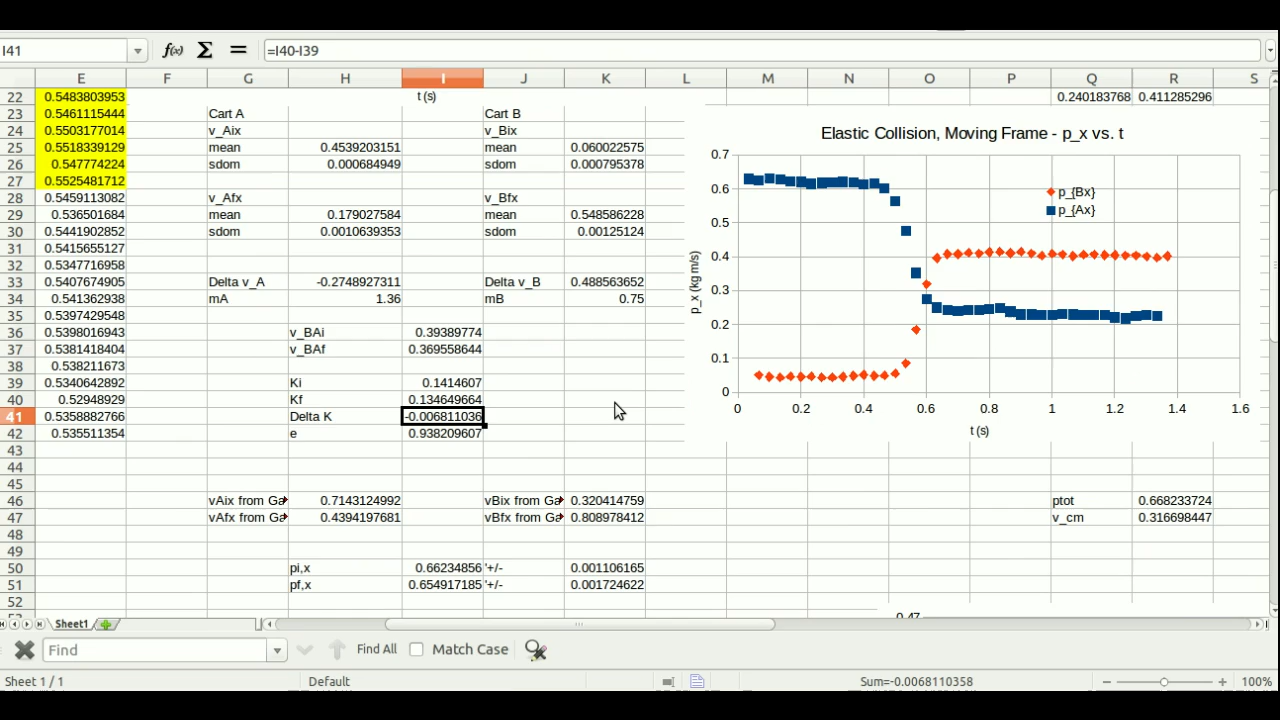 I41 =I40-I39
E F G H I J K L M N O P Q R S
22 0.5483803953 t (s) 0.240183768 0.411285296
23 0.5461115444 Cart A Cart B
24 0.5503177014 v_Aix v_Bix
25 0.5518339129 mean 0.4539203151 mean 0.060022575
26 0.547774224 sdom 0.000684949 sdom 0.000795378
27 0.5525481712
28 0.5459113082 v_Afx v_Bfx
29 0.536501684 mean 0.179027584 mean 0.548586228
30 0.5441902852 sdom 0.0010639353 sdom 0.00125124
31 0.5415655127
32 0.5347716958
33 0.5407674905 Delta v_A -0.2748927311 Delta v_B 0.488563652
34 0.541362938 mA 1.36 mB 0.75
35 0.5397429548
36 0.5398016943 v_BAi 0.39389774
37 0.5381418404 v_BAf 0.369558644
38 0.538211673
39 0.5340642892 Ki 0.1414607
40 0.52948929 Kf 0.134649664
41 0.5358882766 Delta K -0.006811036
42 0.535511354 e 0.938209607
43
44
45
46 vAix from Ga 0.7143124992 vBix from Ga 0.320414759 ptot 0.668233724
47 vAfx from Ga 0.4394197681 vBfx from Ga 0.808978412 v_cm 0.316698447
48
49
50 pi,x 0.66234856 '+/- 0.001106165
51 pf,x 0.654917185 '+/- 0.001724622
52
Elastic Collision, Moving Frame - p_x vs. t
0.7
0.6
0.5
0.4
0.3
0.2
0.1
0
p_x (kg m/s)
p_{Bx}
p_{Ax}
0 0.2 0.4 0.6 0.8 1 1.2 1.4 1.6
t (s)
Sheet1
Find Find All Match Case
Sheet 1 / 1 Default Sum=-0.0068110358 100%